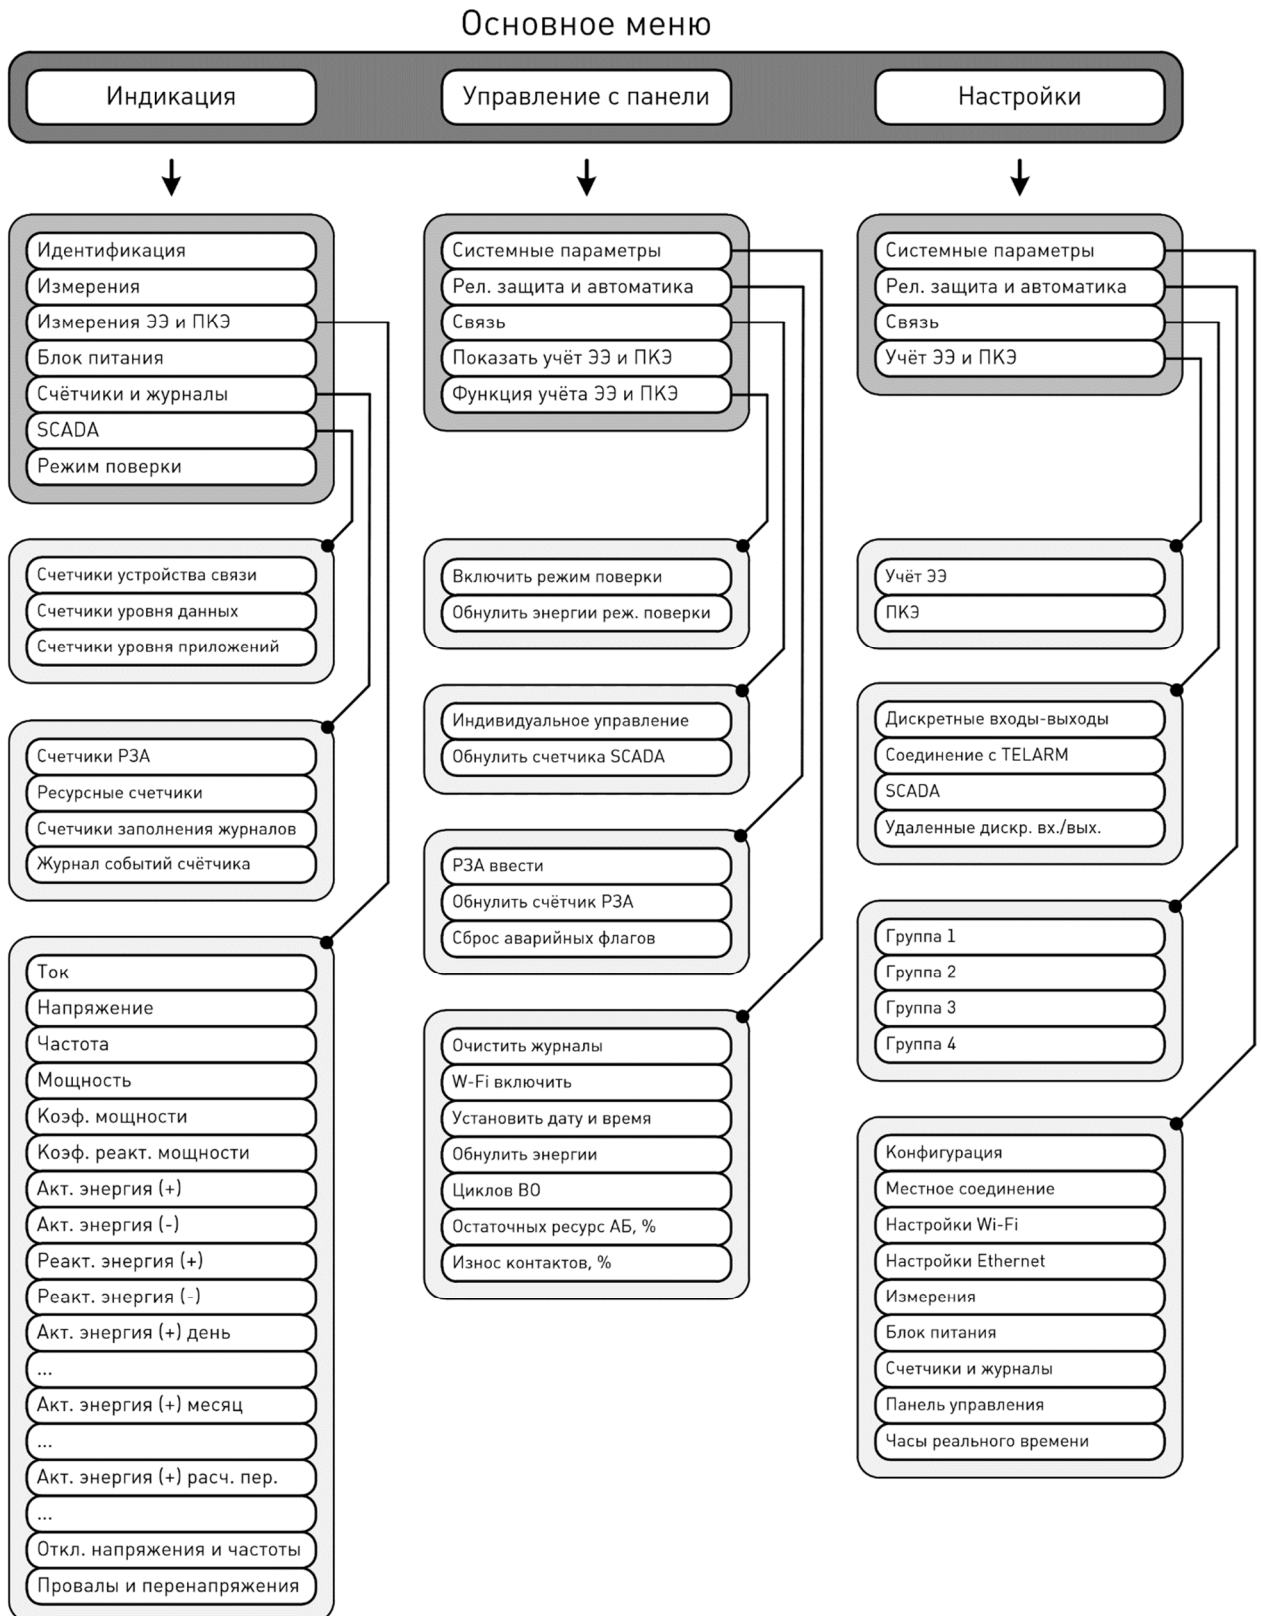 Основное меню
Индикация
Управление с панели
Настройки
Идентификация
Измерения
Измерения ЭЭ и ПКЭ
Блок питания
Счётчики и журналы
SCADA
Режим поверки
Счетчики устройства связи
Счетчики уровня данных
Счетчики уровня приложений
Счетчики РЗА
Ресурсные счетчики
Счетчики заполнения журналов
Журнал событий счётчика
Ток
Напряжение
Частота
Мощность
Коэф. мощности
Коэф. реакт. мощности
Акт. энергия (+)
Акт. энергия (-)
Реакт. энергия (+)
Реакт. энергия (-)
Акт. энергия (+) день
...
Акт. энергия (+) месяц
...
Акт. энергия (+) расч. пер.
...
Откл. напряжения и частоты
Провалы и перенапряжения
Системные параметры
Рел. защита и автоматика
Связь
Показать учёт ЭЭ и ПКЭ
Функция учёта ЭЭ и ПКЭ
Включить режим поверки
Обнулить энергии реж. поверки
Индивидуальное управление
Обнулить счетчика SCADA
РЗА ввести
Обнулить счётчик РЗА
Сброс аварийных флагов
Очистить журналы
W-Fi включить
Установить дату и время
Обнулить энергии
Циклов ВО
Остаточных ресурс АБ, %
Износ контактов, %
Системные параметры
Рел. защита и автоматика
Связь
Учёт ЭЭ и ПКЭ
Учёт ЭЭ
ПКЭ
Дискретные входы-выходы
Соединение с TELARM
SCADA
Удаленные дискр. вх./вых.
Группа 1
Группа 2
Группа 3
Группа 4
Конфигурация
Местное соединение
Настройки Wi-Fi
Настройки Ethernet
Измерения
Блок питания
Счетчики и журналы
Панель управления
Часы реального времени